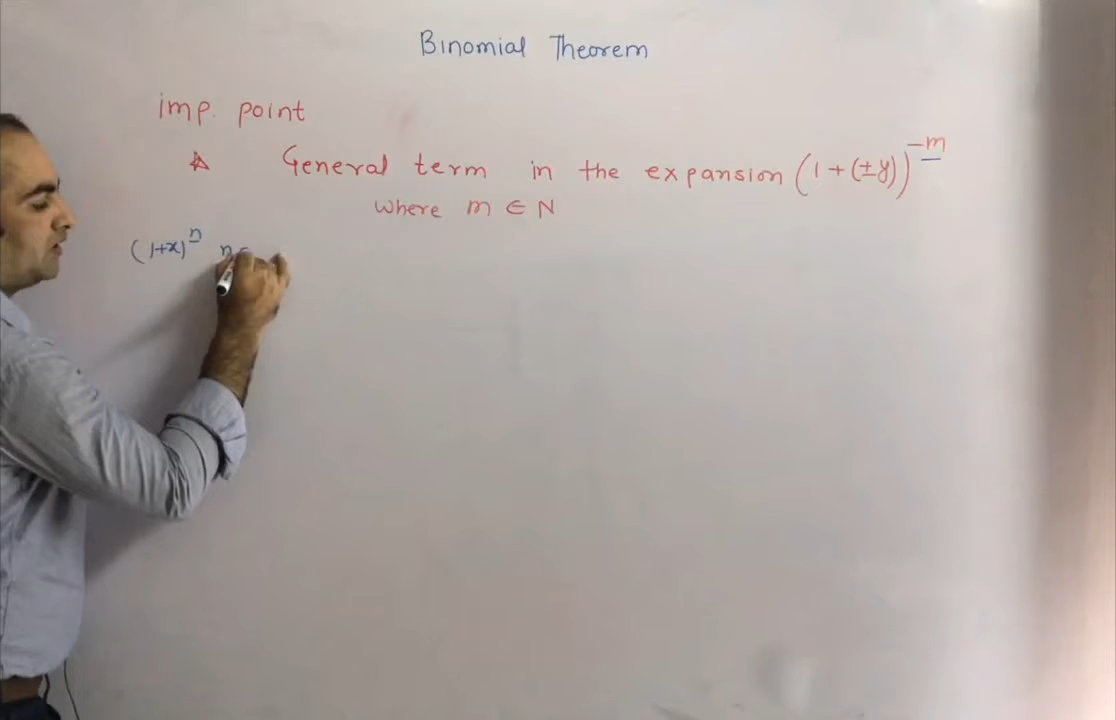 Binomial Theorem
imp. point
☆ General term in the expansion (1+(±y))^-m
where m ∈ N
(1+x)^n n∈